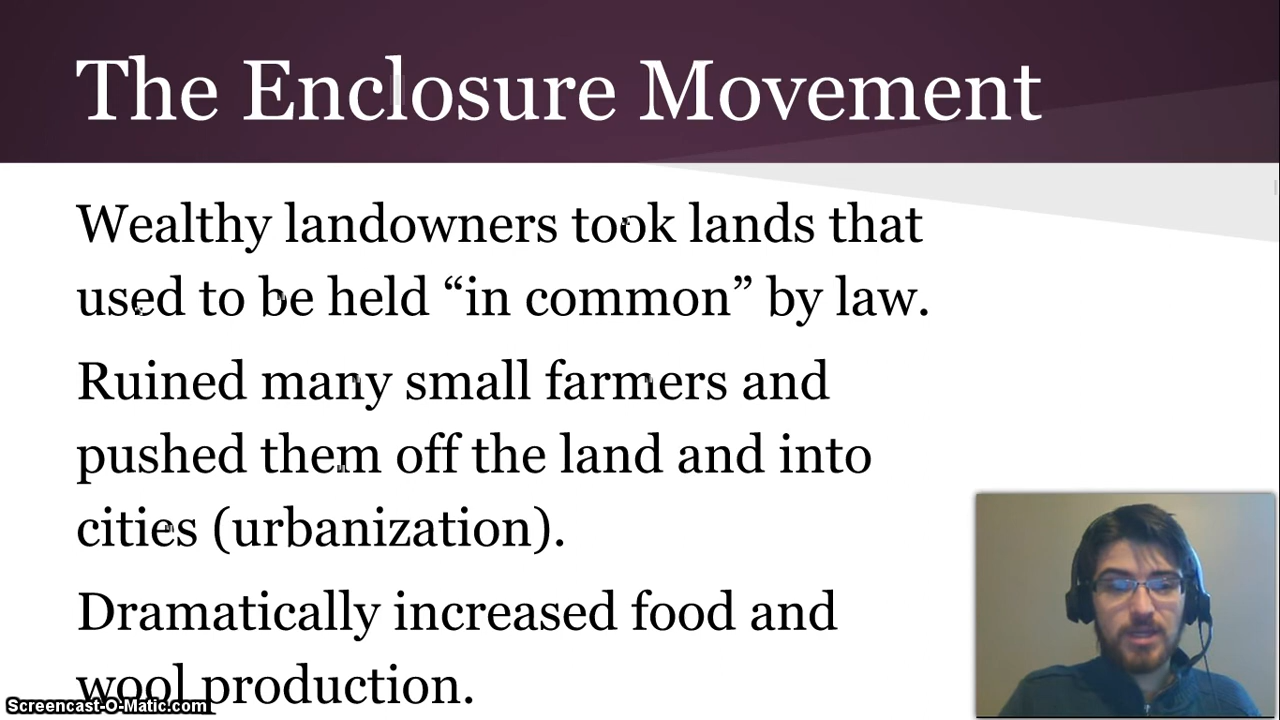 The Enclosure Movement
Wealthy landowners took lands that
used to be held “in common” by law.
Ruined many small farmers and
pushed them off the land and into
cities (urbanization).
Dramatically increased food and
wool production.
Screencast-O-Matic.com